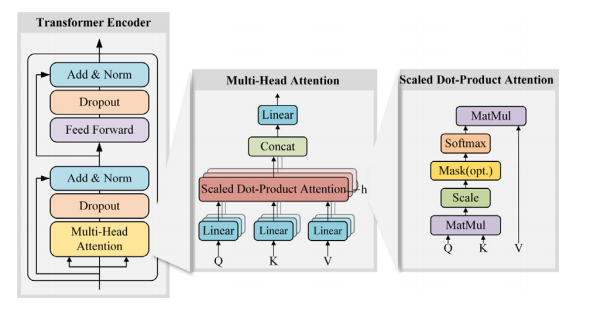 Transformer Encoder
Add & Norm
Dropout
Feed Forward
Add & Norm
Dropout
Multi-Head
Attention
Multi-Head Attention
Linear
Concat
Scaled Dot-Product Attention
h
Linear
Linear
Linear
Q
K
V
Scaled Dot-Product Attention
MatMul
Softmax
Mask(opt.)
Scale
MatMul
Q
K
V